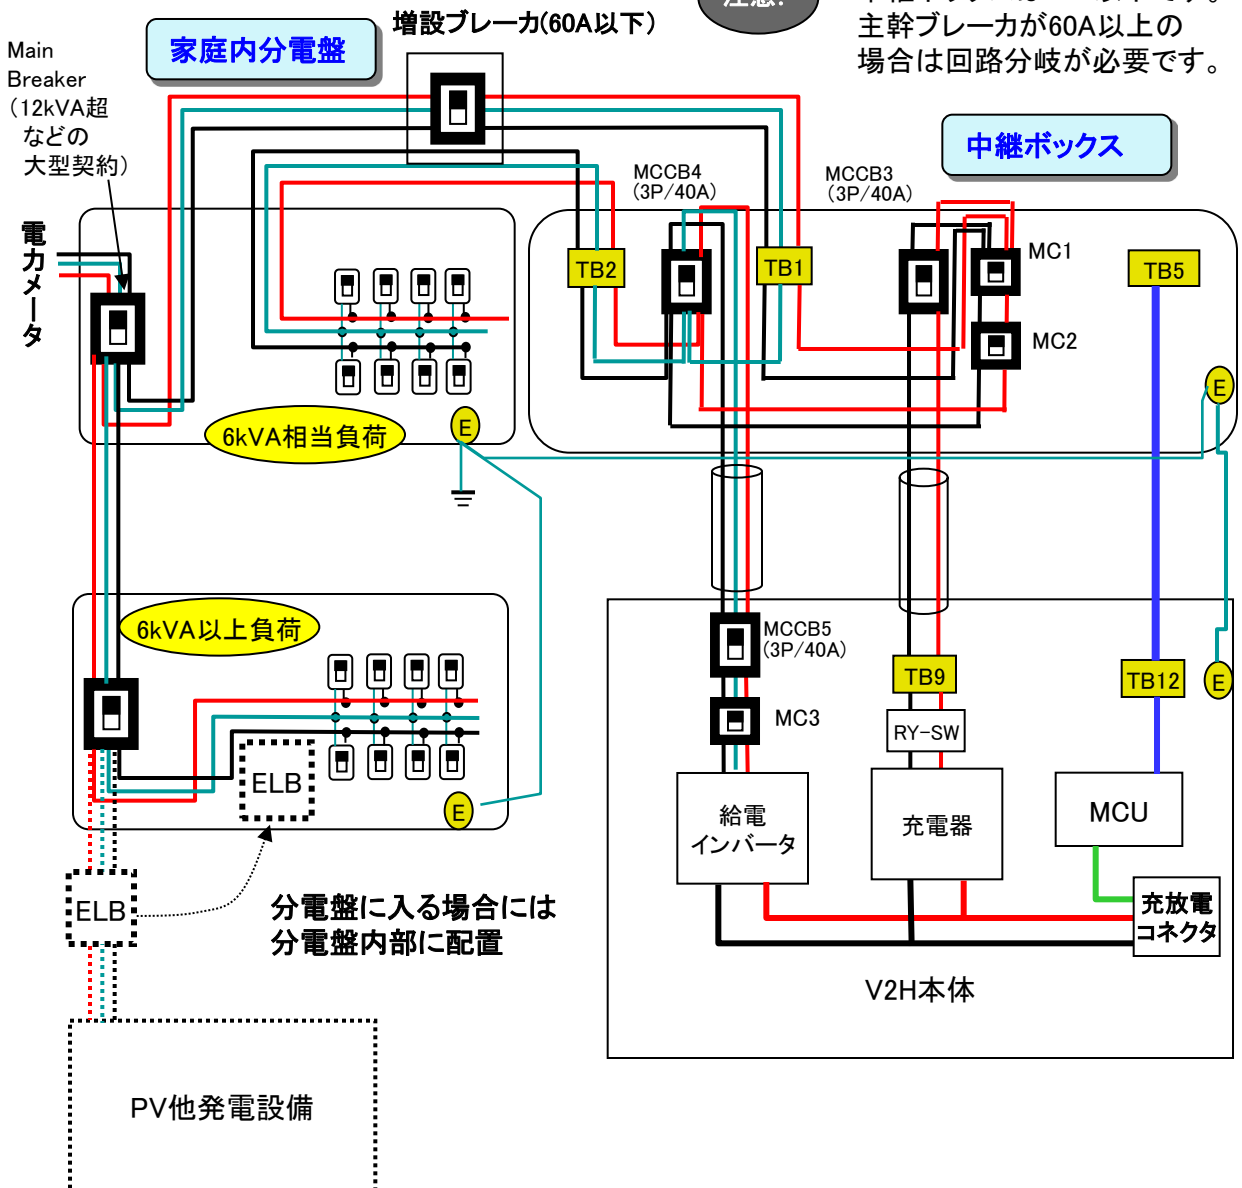 増設ブレーカ(60A以下)
主幹ブレーカが60A以上の
場合は回路分岐が必要です。
家庭内分電盤
Main
Breaker
(12kVA超
などの
大型契約)
中継ボックス
MCCB4
(3P/40A)
MCCB3
(3P/40A)
電力メータ
TB2
TB1
MC1
TB5
MC2
E
6kVA相当負荷
E
6kVA以上負荷
MCCB5
(3P/40A)
TB9
TB12
E
MC3
RY-SW
ELB
給電
インバータ
充電器
MCU
E
ELB
分電盤に入る場合には
分電盤内部に配置
充放電
コネクタ
V2H本体
PV他発電設備